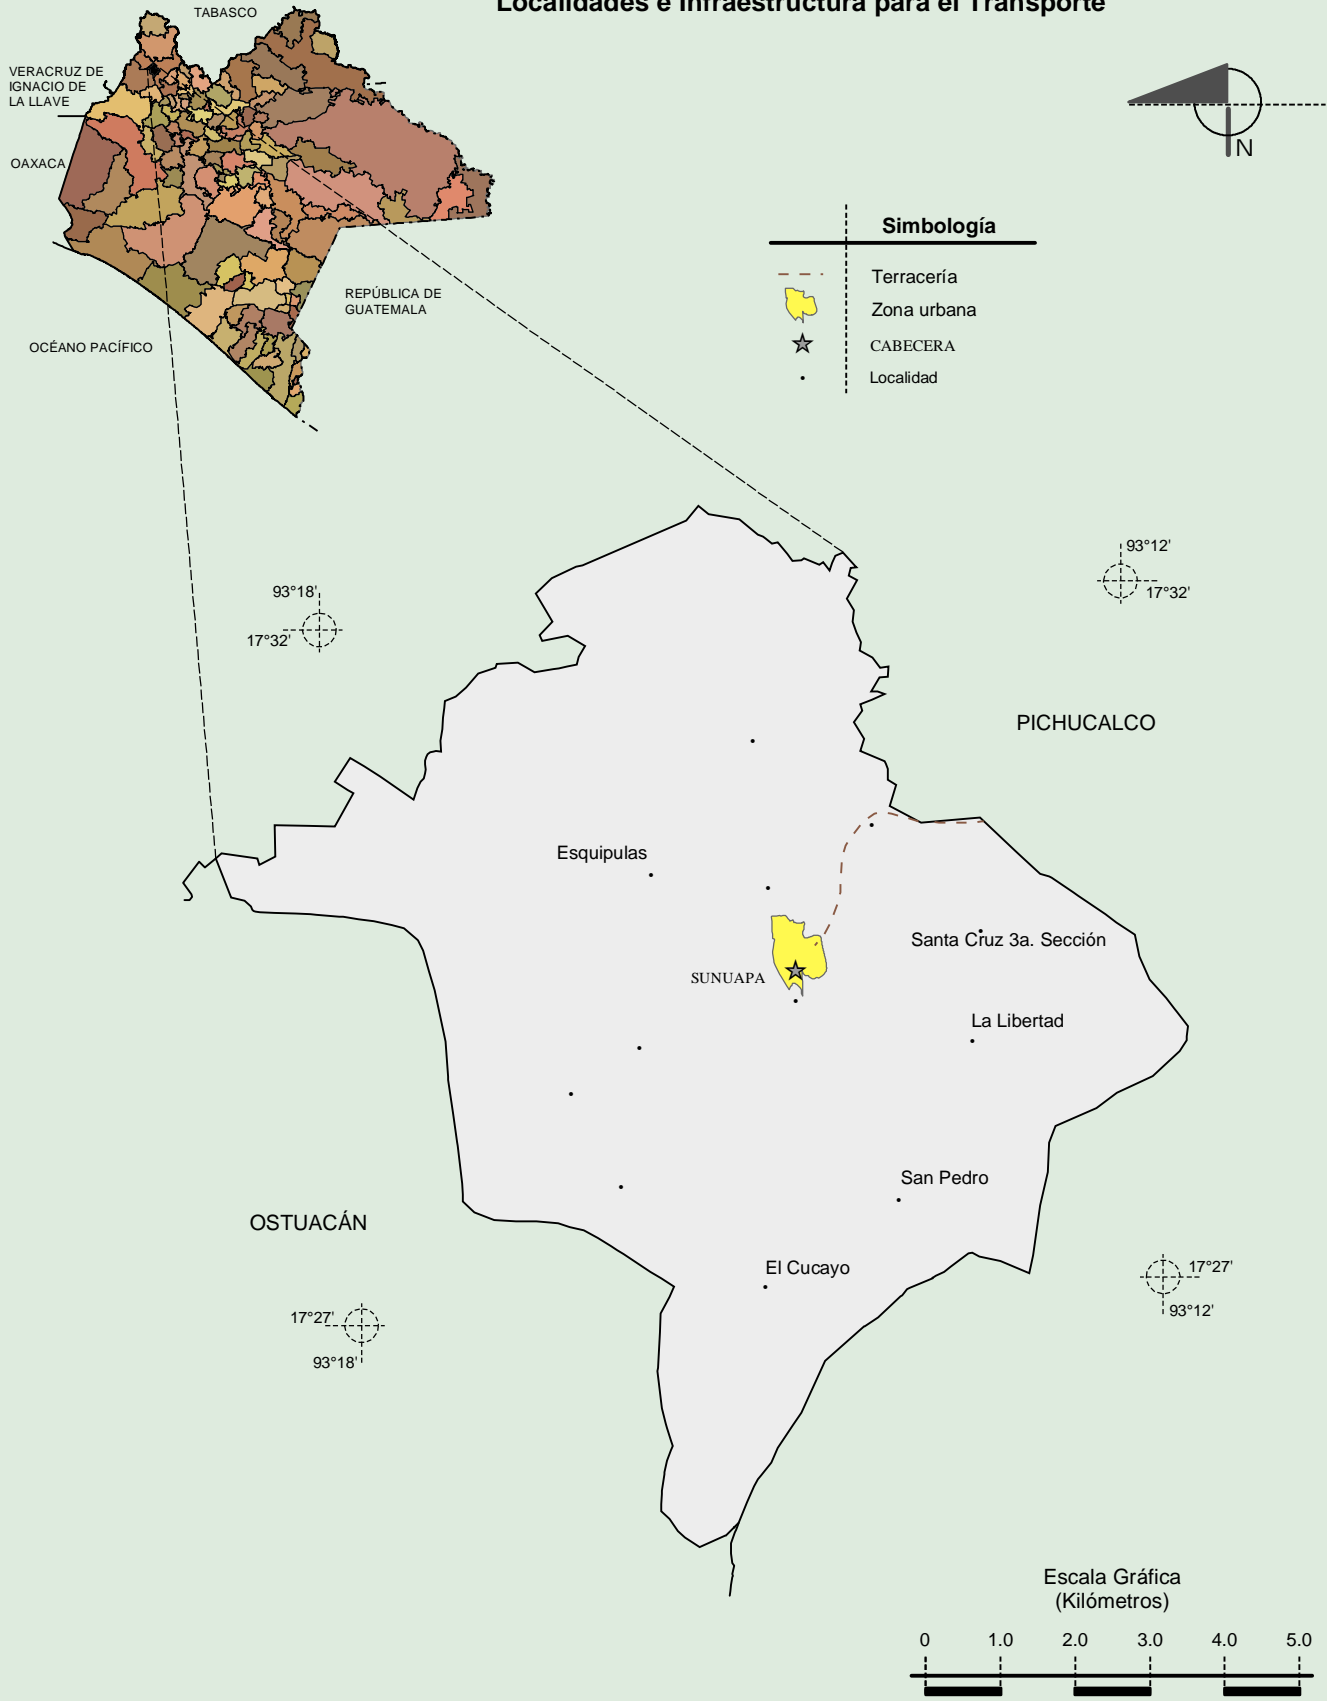 Localidades e Infraestructura para el Transporte
TABASCO
VERACRUZ DE
IGNACIO DE
LA LLAVE
OAXACA
REPÚBLICA DE
GUATEMALA
OCÉANO PACÍFICO
N
Simbología
Terracería
Zona urbana
CABECERA
Localidad
93°18'
17°32'
93°12'
17°32'
PICHUCALCO
Esquipulas
Santa Cruz 3a. Sección
SUNUAPA
La Libertad
San Pedro
OSTUACÁN
El Cucayo
17°27'
93°12'
17°27'
93°18'
Escala Gráfica
(Kilómetros)
0 1.0 2.0 3.0 4.0 5.0